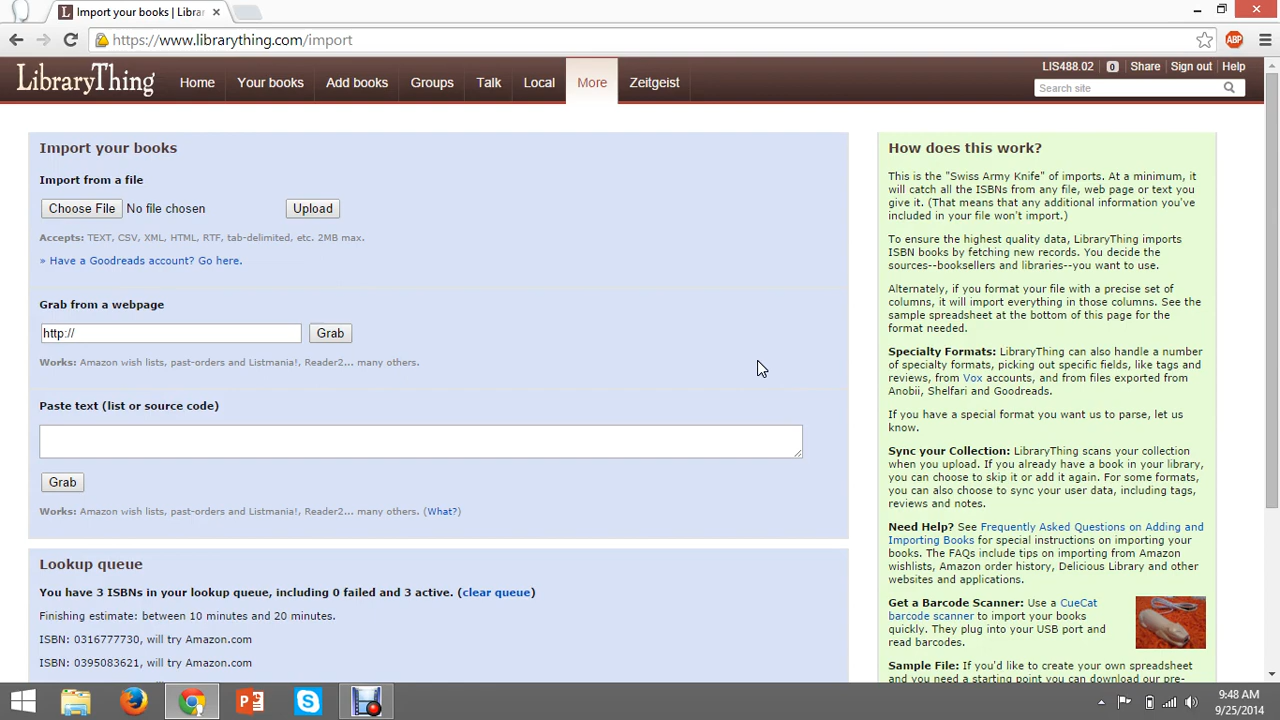 Import your books | Librar
https://www.librarything.com/import
ABP
LibraryThing
Home
Your books
Add books
Groups
Talk
Local
More
Zeitgeist
LIS488.02
0
Share
Sign out
Help
Search site
Import your books
Import from a file
Choose File No file chosen
Upload
Accepts: TEXT, CSV, XML, HTML, RTF, tab-delimited, etc. 2MB max.
» Have a Goodreads account? Go here.
Grab from a webpage
http://
Grab
Works: Amazon wish lists, past-orders and Listmania!, Reader2... many others.
Paste text (list or source code)
Grab
Works: Amazon wish lists, past-orders and Listmania!, Reader2... many others. (What?)
Lookup queue
You have 3 ISBNs in your lookup queue, including 0 failed and 3 active. (clear queue)
Finishing estimate: between 10 minutes and 20 minutes.
ISBN: 0316777730, will try Amazon.com
ISBN: 0395083621, will try Amazon.com
How does this work?
This is the "Swiss Army Knife" of imports. At a minimum, it
will catch all the ISBNs from any file, web page or text you
give it. (That means that any additional information you've
included in your file won't import.)
To ensure the highest quality data, LibraryThing imports
ISBN books by fetching new records. You decide the
sources--booksellers and libraries--you want to use.
Alternately, if you format your file with a precise set of
columns, it will import everything in those columns. See the
sample spreadsheet at the bottom of this page for the
format needed.
Specialty Formats: LibraryThing can also handle a number
of specialty formats, picking out specific fields, like tags and
reviews, from Vox accounts, and from files exported from
Anobii, Shelfari and Goodreads.
If you have a special format you want us to parse, let us
know.
Sync your Collection: LibraryThing scans your collection
when you upload. If you already have a book in your library,
you can choose to skip it or add it again. For some formats,
you can also choose to sync your user data, including tags,
reviews and notes.
Need Help? See Frequently Asked Questions on Adding and
Importing Books for special instructions on importing your
books. The FAQs include tips on importing from Amazon
wishlists, Amazon order history, Delicious Library and other
websites and applications.
Get a Barcode Scanner: Use a CueCat
barcode scanner to import your books
quickly. They plug into your USB port and
read barcodes.
Sample File: If you'd like to create your own spreadsheet
and you need a starting point you can download our pre-
9:48 AM
9/25/2014